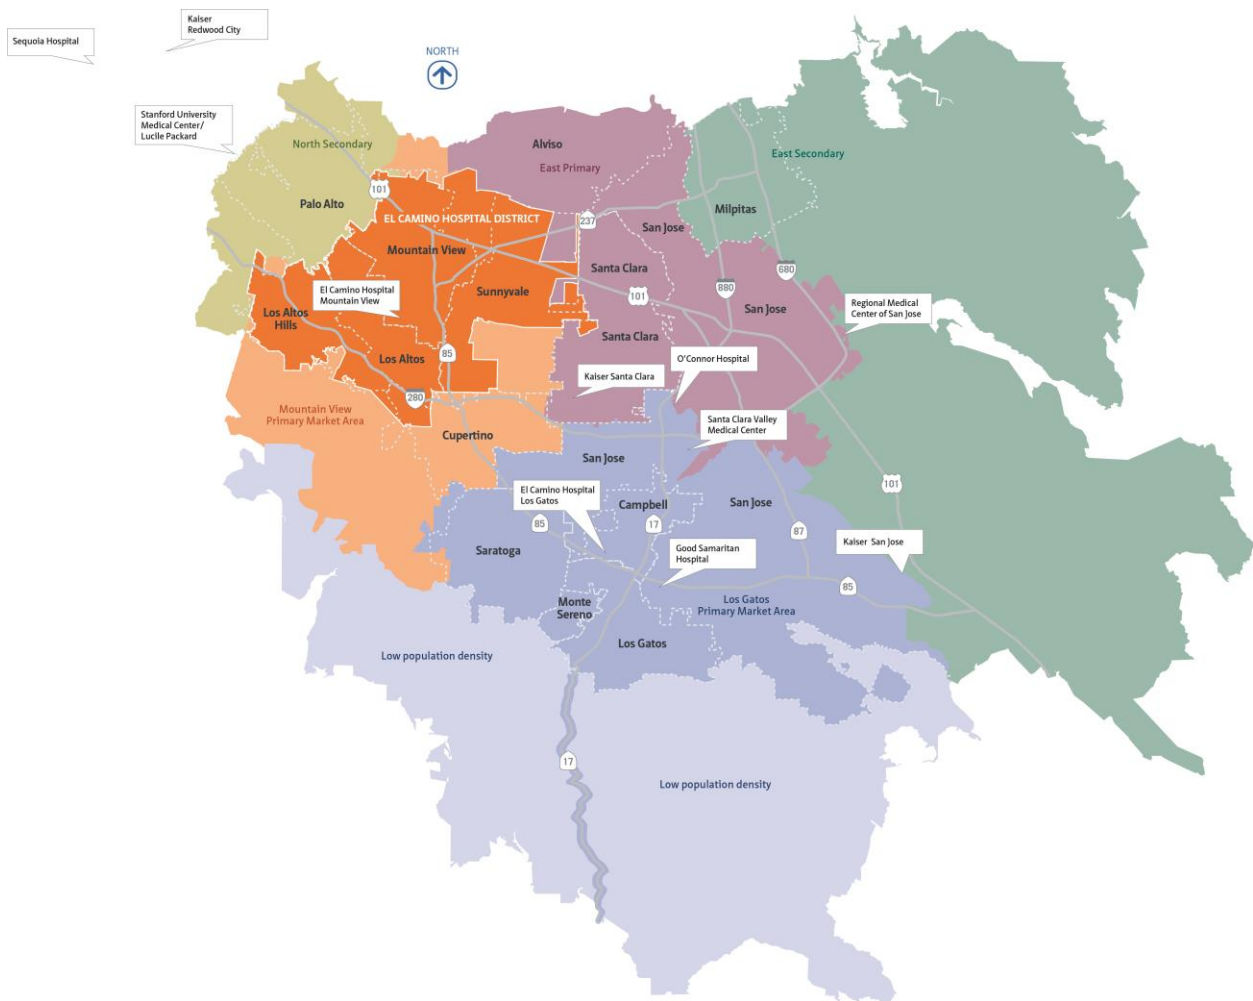 Kaiser
Redwood City
Sequoia Hospital
NORTH
Stanford University
Medical Center/
Lucile Packard
North Secondary
Alviso
East Primary
East Secondary
101
Palo Alto
EL CAMINO HOSPITAL DISTRICT
237
San Jose
Milpitas
Mountain View
Santa Clara
680
El Camino Hospital
Mountain View
Sunnyvale
101
880
San Jose
Regional Medical
Center of San Jose
Los Altos
Hills
Santa Clara
Los Altos
85
O'Connor Hospital
Kaiser Santa Clara
280
Mountain View
Primary Market Area
Santa Clara Valley
Medical Center
Cupertino
San Jose
101
El Camino Hospital
Los Gatos
Campbell
San Jose
85
17
87
Saratoga
Good Samaritan
Hospital
Kaiser San Jose
85
Monte
Sereno
Los Gatos
Primary Market Area
Los Gatos
Low population density
17
Low population density